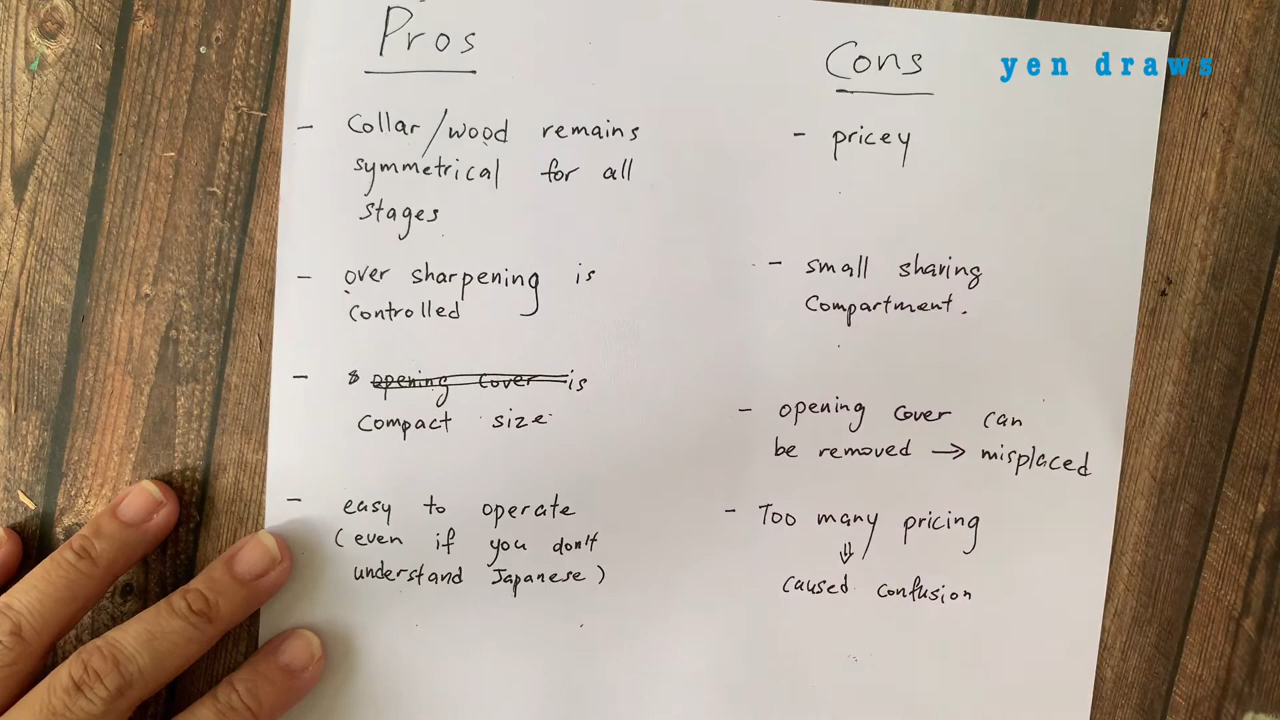 Pros
- Collar/wood remains
symmetrical for all
stages
- over sharpening is
controlled
- opening cover is
compact size
- easy to operate
(even if you don't
understand Japanese)
Cons
- pricey
- small sharing
compartment.
- opening cover can
be removed → misplaced
- Too many pricing
⇓
caused confusion
yen draws